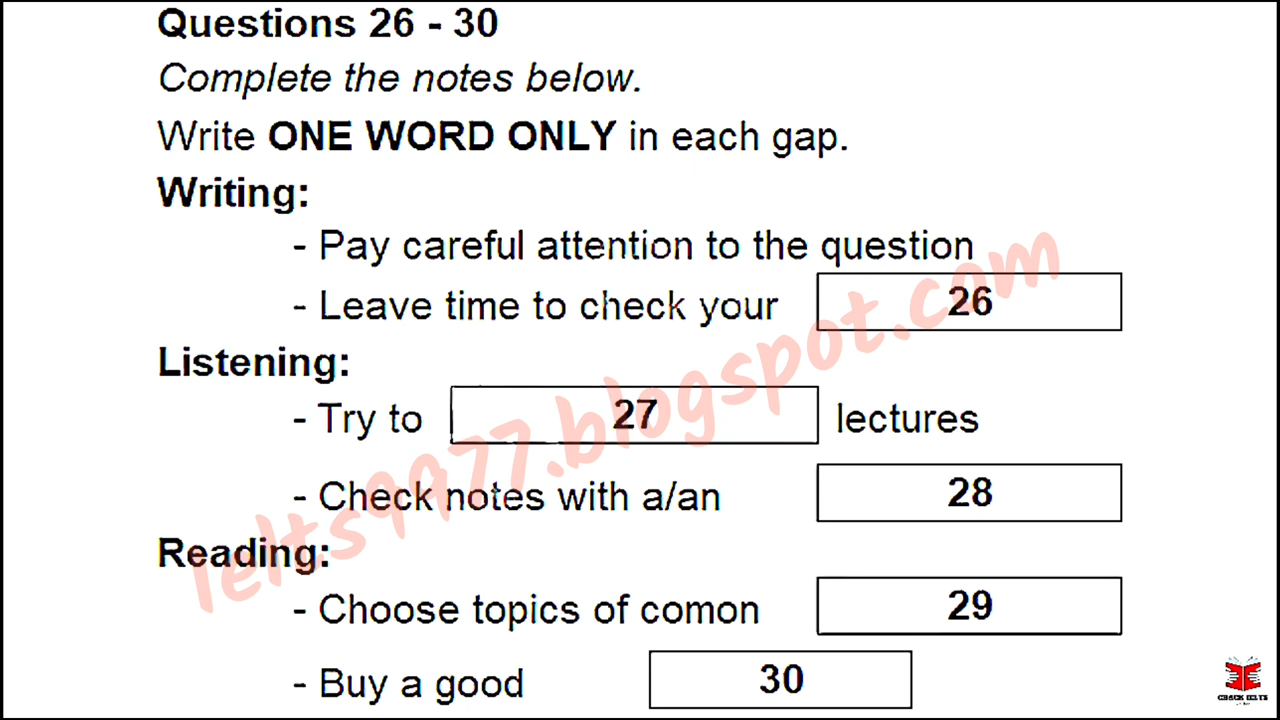 Questions 26 - 30
Complete the notes below.
Write ONE WORD ONLY in each gap.
Writing:
- Pay careful attention to the question
- Leave time to check your 26
Listening:
- Try to 27 lectures
- Check notes with a/an 28
Reading:
- Choose topics of comon 29
- Buy a good 30
Ielts9977.blogspot.com
CRACK IELTS